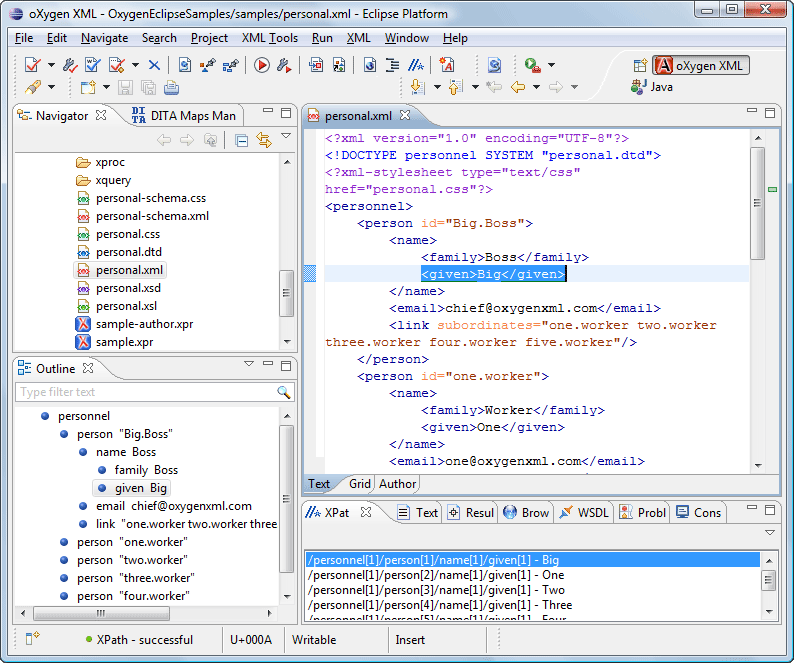 oXygen XML - OxygenEclipseSamples/samples/personal.xml - Eclipse Platform
File Edit Navigate Search Project XML Tools Run XML Window Help
oXygen XML
Java
Navigator
DITA Maps Man
xproc
xquery
personal-schema.css
personal-schema.xml
personal.css
personal.dtd
personal.xml
personal.xsd
personal.xsl
sample-author.xpr
sample.xpr
Outline
Type filter text
personnel
person "Big.Boss"
name Boss
family Boss
given Big
email chief@oxygenxml.com
link "one.worker two.worker three
person "one.worker"
person "two.worker"
person "three.worker"
person "four.worker"
personal.xml
<?xml version="1.0" encoding="UTF-8"?>
<!DOCTYPE personnel SYSTEM "personal.dtd">
<?xml-stylesheet type="text/css"
href="personal.css"?>
<personnel>
<person id="Big.Boss">
<name>
<family>Boss</family>
<given>Big</given>
</name>
<email>chief@oxygenxml.com</email>
<link subordinates="one.worker two.worker
three.worker four.worker five.worker"/>
</person>
<person id="one.worker">
<name>
<family>Worker</family>
<given>One</given>
</name>
<email>one@oxygenxml.com</email>
Text Grid Author
XPat Text Resul Brow WSDL Probl Cons
/personnel[1]/person[1]/name[1]/given[1] - Big
/personnel[1]/person[2]/name[1]/given[1] - One
/personnel[1]/person[3]/name[1]/given[1] - Two
/personnel[1]/person[4]/name[1]/given[1] - Three
/personnel[1]/person[5]/name[1]/given[1] - Four
XPath - successful U+000A Writable Insert